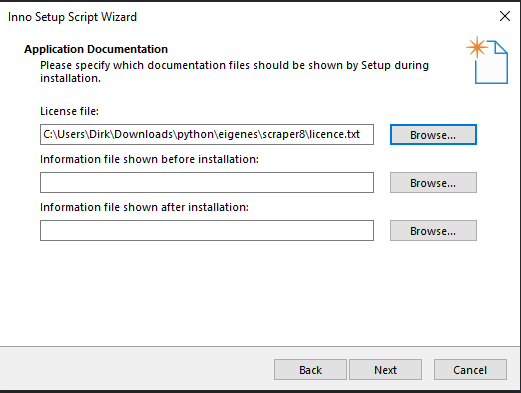 Inno Setup Script Wizard
Application Documentation
Please specify which documentation files should be shown by Setup during
installation.
License file:
C:\Users\Dirk\Downloads\python\eigenes\scraper8\licence.txt
Browse...
Information file shown before installation:
Browse...
Information file shown after installation:
Browse...
Back
Next
Cancel